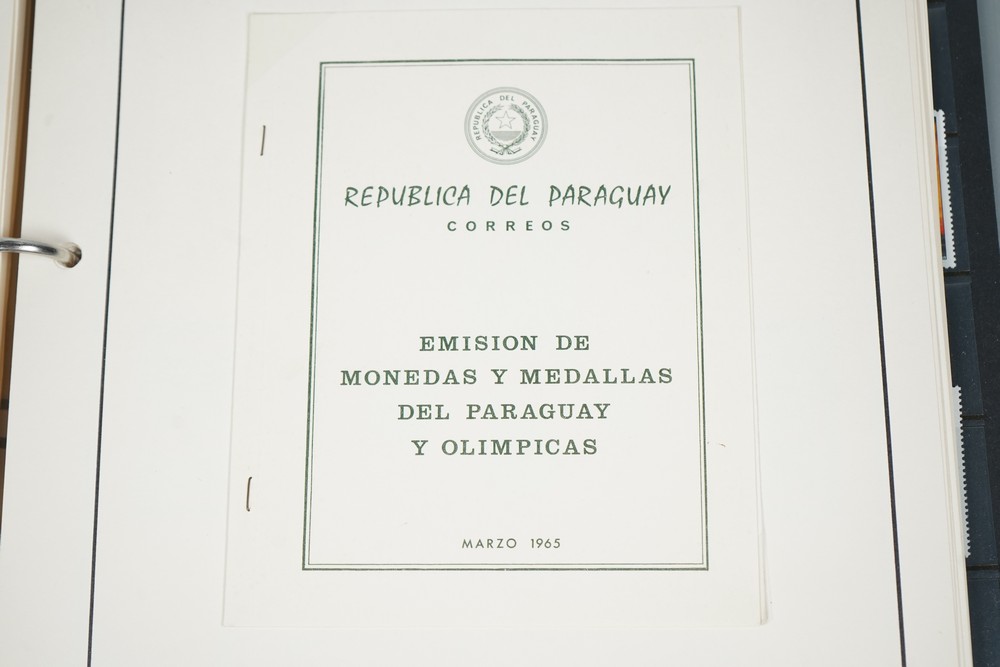 REPUBLICA DEL PARAGUAY
REPUBLICA DEL PARAGUAY
CORREOS
EMISION DE
MONEDAS Y MEDALLAS
DEL PARAGUAY
Y OLIMPICAS
MARZO 1965